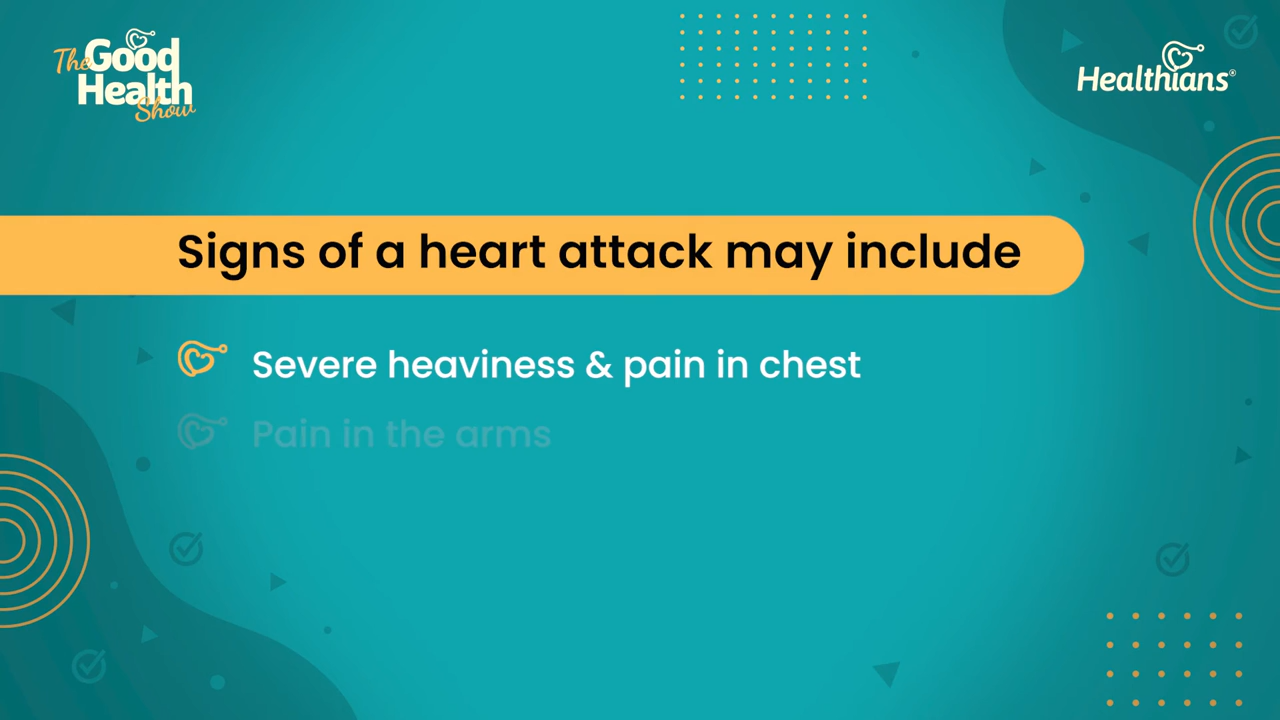 The Good
Health
Show
Healthians®
Signs of a heart attack may include
Severe heaviness & pain in chest
Pain in the arms